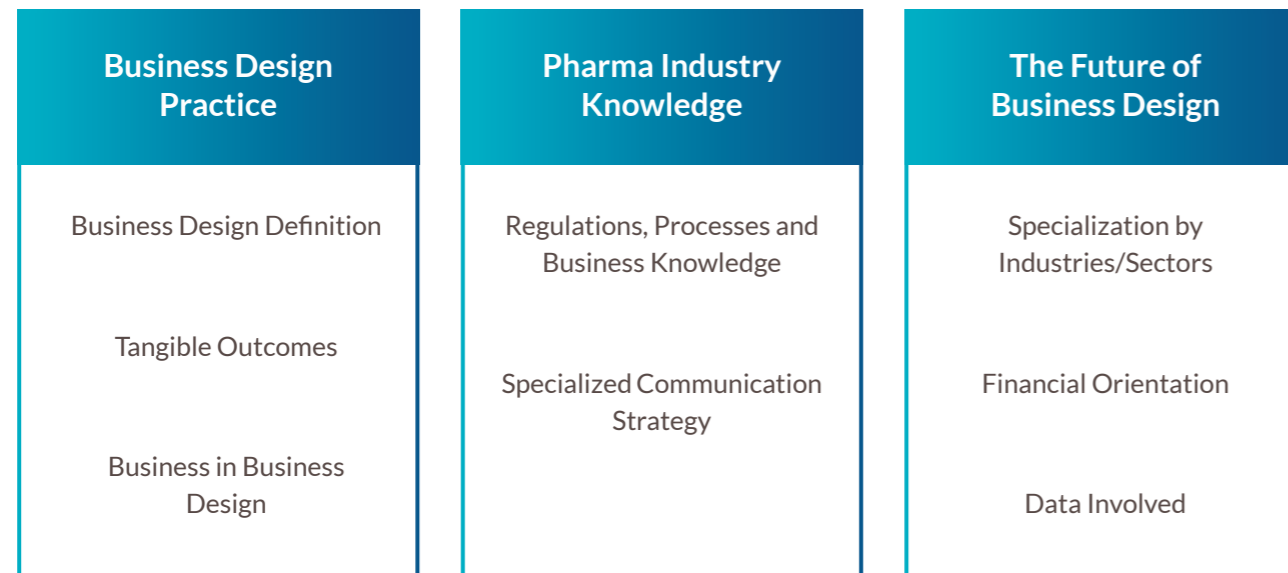 Business Design
Practice
Business Design Definition
Tangible Outcomes
Business in Business
Design
Pharma Industry
Knowledge
Regulations, Processes and
Business Knowledge
Specialized Communication
Strategy
The Future of
Business Design
Specialization by
Industries/Sectors
Financial Orientation
Data Involved